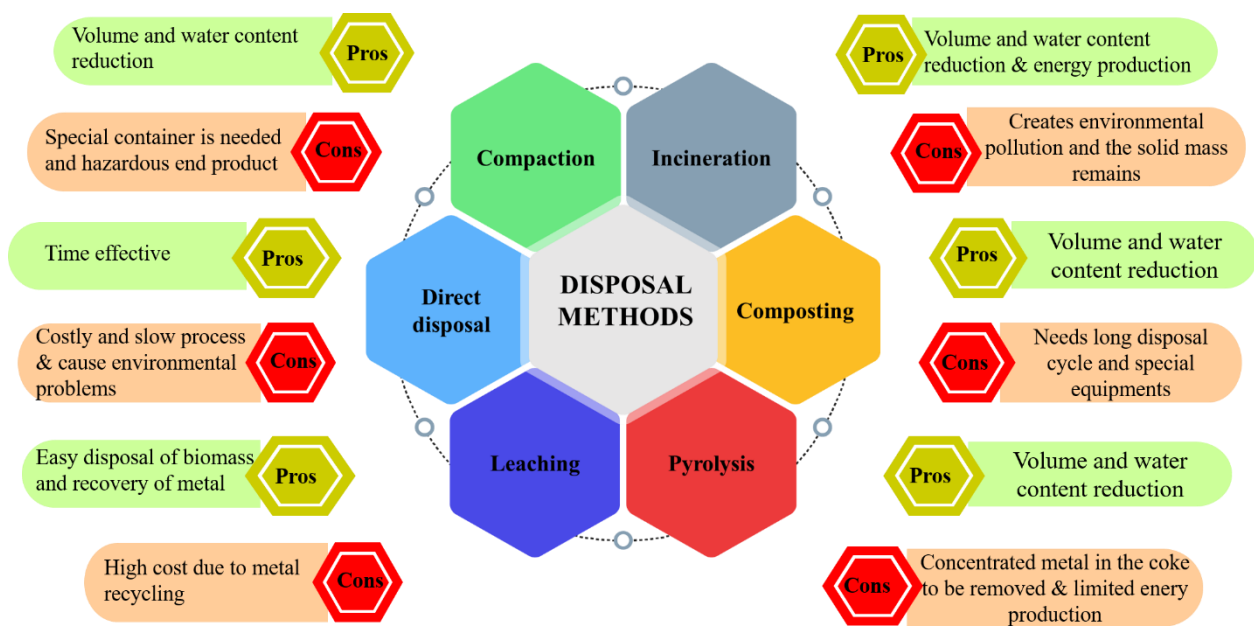 Volume and water content
reduction
Pros
Special container is needed
and hazardous end product
Cons
Time effective
Pros
Costly and slow process
& cause environmental
problems
Cons
Easy disposal of biomass
and recovery of metal
Pros
High cost due to metal
recycling
Cons
Compaction
Incineration
Direct
disposal
DISPOSAL
METHODS
Composting
Leaching
Pyrolysis
Pros
Volume and water content
reduction & energy production
Cons
Creates environmental
pollution and the solid mass
remains
Pros
Volume and water
content reduction
Cons
Needs long disposal
cycle and special
equipments
Pros
Volume and water
content reduction
Cons
Concentrated metal in the coke
to be removed & limited enery
production